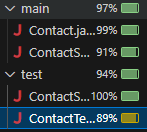 main 97%
Contact.ja... 99%
ContactS... 91%
test 94%
ContactS... 100%
ContactTe... 89%